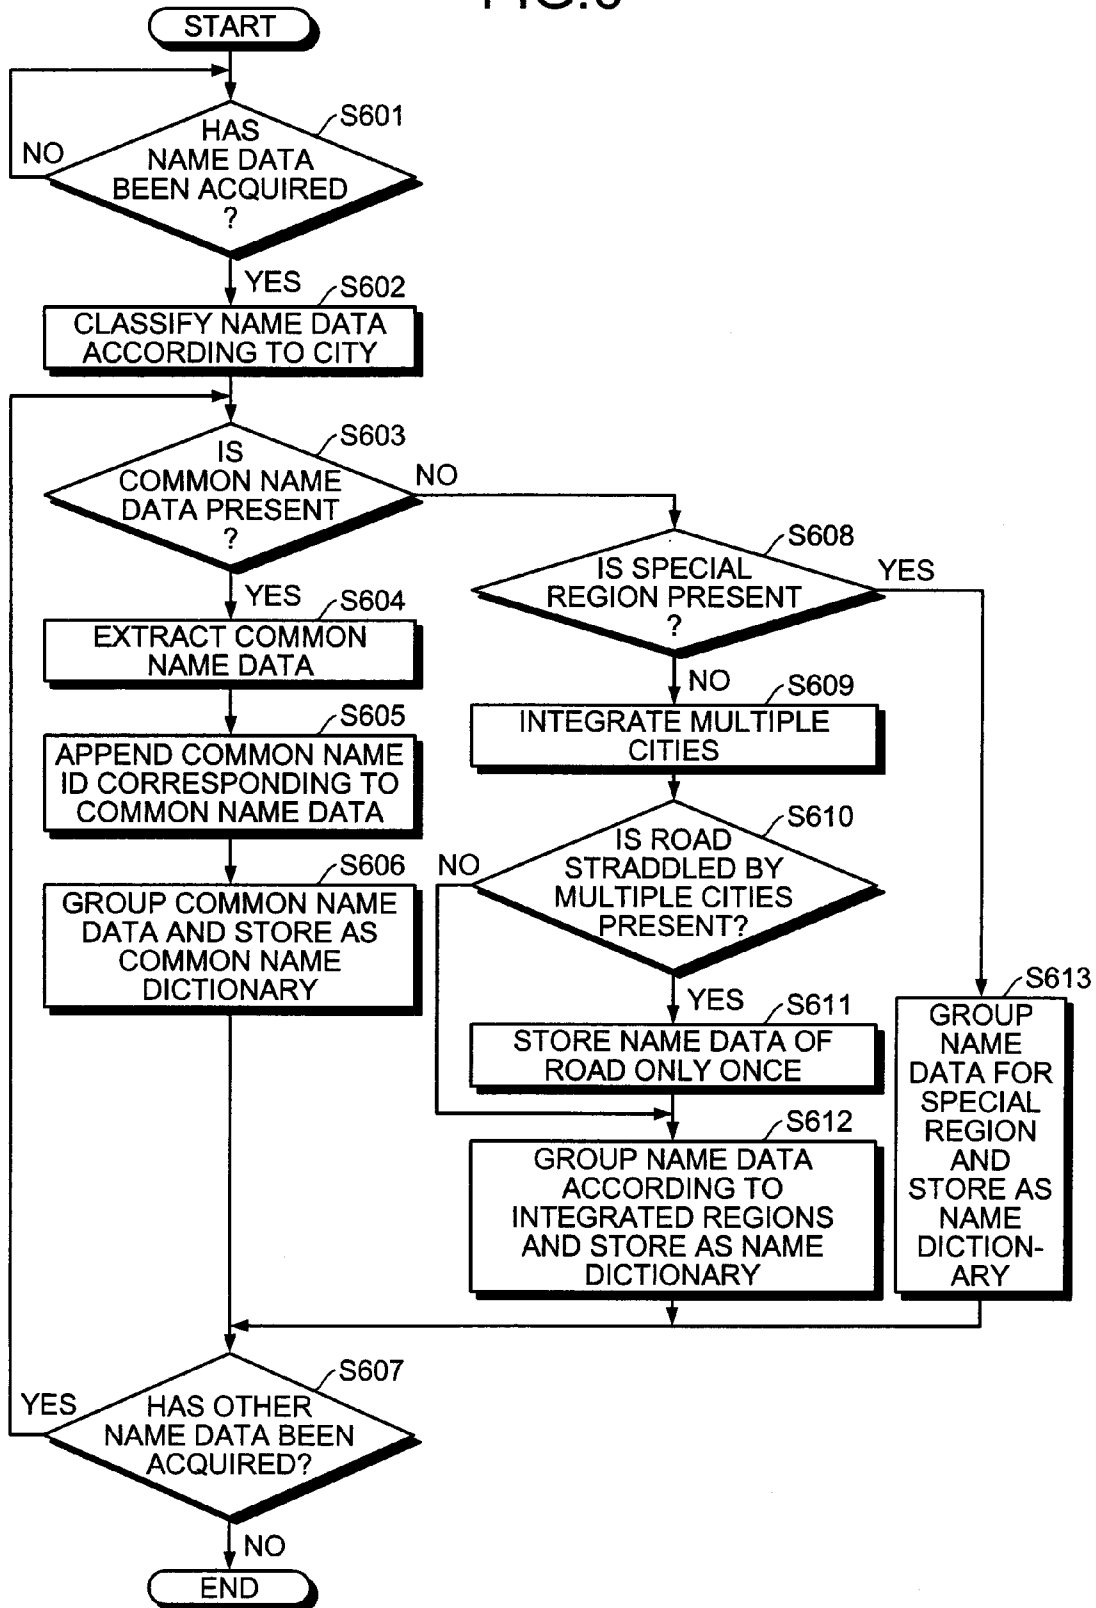 START
S601
HAS
NAME DATA
BEEN ACQUIRED
?
NO
YES
S602
CLASSIFY NAME DATA
ACCORDING TO CITY
S603
IS
COMMON NAME
DATA PRESENT
?
NO
YES
S604
EXTRACT COMMON
NAME DATA
S605
APPEND COMMON NAME
ID CORRESPONDING TO
COMMON NAME DATA
S606
GROUP COMMON NAME
DATA AND STORE AS
COMMON NAME
DICTIONARY
S608
IS SPECIAL
REGION PRESENT
?
YES
NO
S609
INTEGRATE MULTIPLE
CITIES
S610
IS ROAD
STRADDLED BY
MULTIPLE CITIES
PRESENT?
NO
YES
S611
STORE NAME DATA OF
ROAD ONLY ONCE
S612
GROUP NAME DATA
ACCORDING TO
INTEGRATED REGIONS
AND STORE AS NAME
DICTIONARY
S613
GROUP
NAME
DATA FOR
SPECIAL
REGION
AND
STORE AS
NAME
DICTION-
ARY
S607
HAS OTHER
NAME DATA BEEN
ACQUIRED?
YES
NO
END